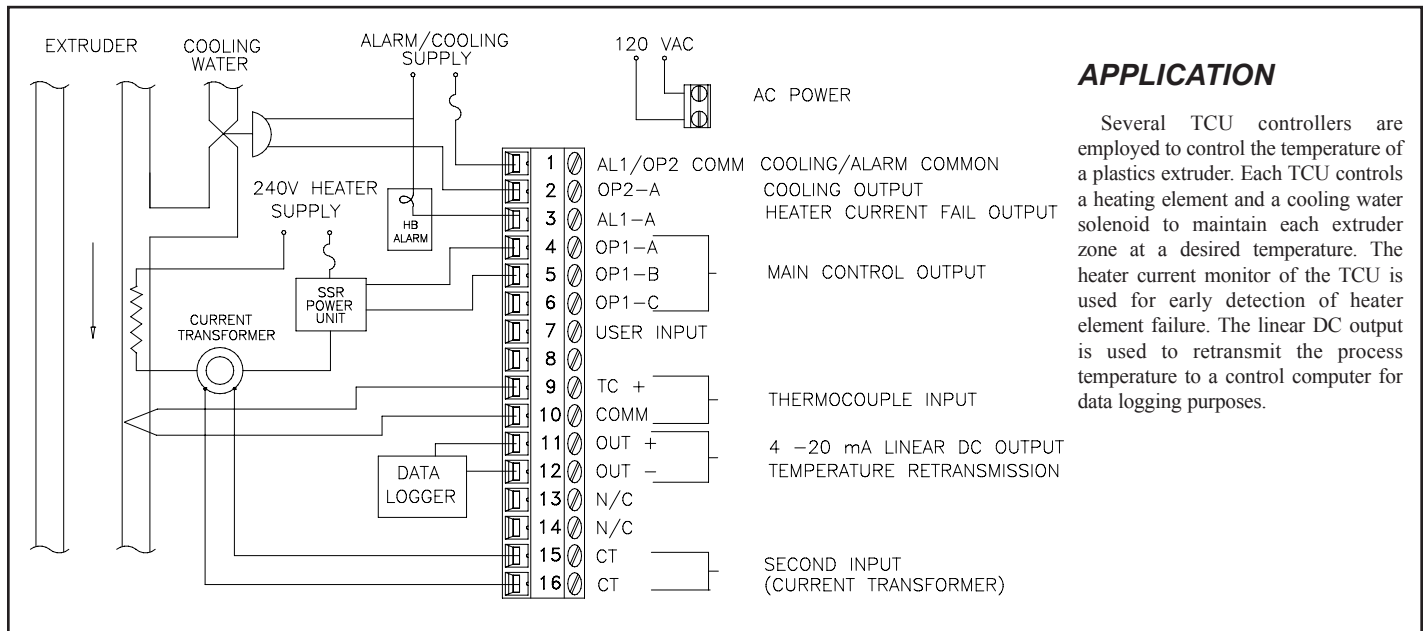 EXTRUDER
COOLING
WATER
ALARM/COOLING
SUPPLY
120 VAC
AC POWER
240V HEATER
SUPPLY
HB
ALARM
SSR
POWER
UNIT
CURRENT
TRANSFORMER
DATA
LOGGER
1 AL1/OP2 COMM COOLING/ALARM COMMON
2 OP2-A COOLING OUTPUT
3 AL1-A HEATER CURRENT FAIL OUTPUT
4 OP1-A
5 OP1-B MAIN CONTROL OUTPUT
6 OP1-C
7 USER INPUT
8
9 TC +
THERMOCOUPLE INPUT
10 COMM
11 OUT + 4 -20 mA LINEAR DC OUTPUT
12 OUT - TEMPERATURE RETRANSMISSION
13 N/C
14 N/C
15 CT
SECOND INPUT
16 CT (CURRENT TRANSFORMER)
APPLICATION
Several TCU controllers are
employed to control the temperature of
a plastics extruder. Each TCU controls
a heating element and a cooling water
solenoid to maintain each extruder
zone at a desired temperature. The
heater current monitor of the TCU is
used for early detection of heater
element failure. The linear DC output
is used to retransmit the process
temperature to a control computer for
data logging purposes.